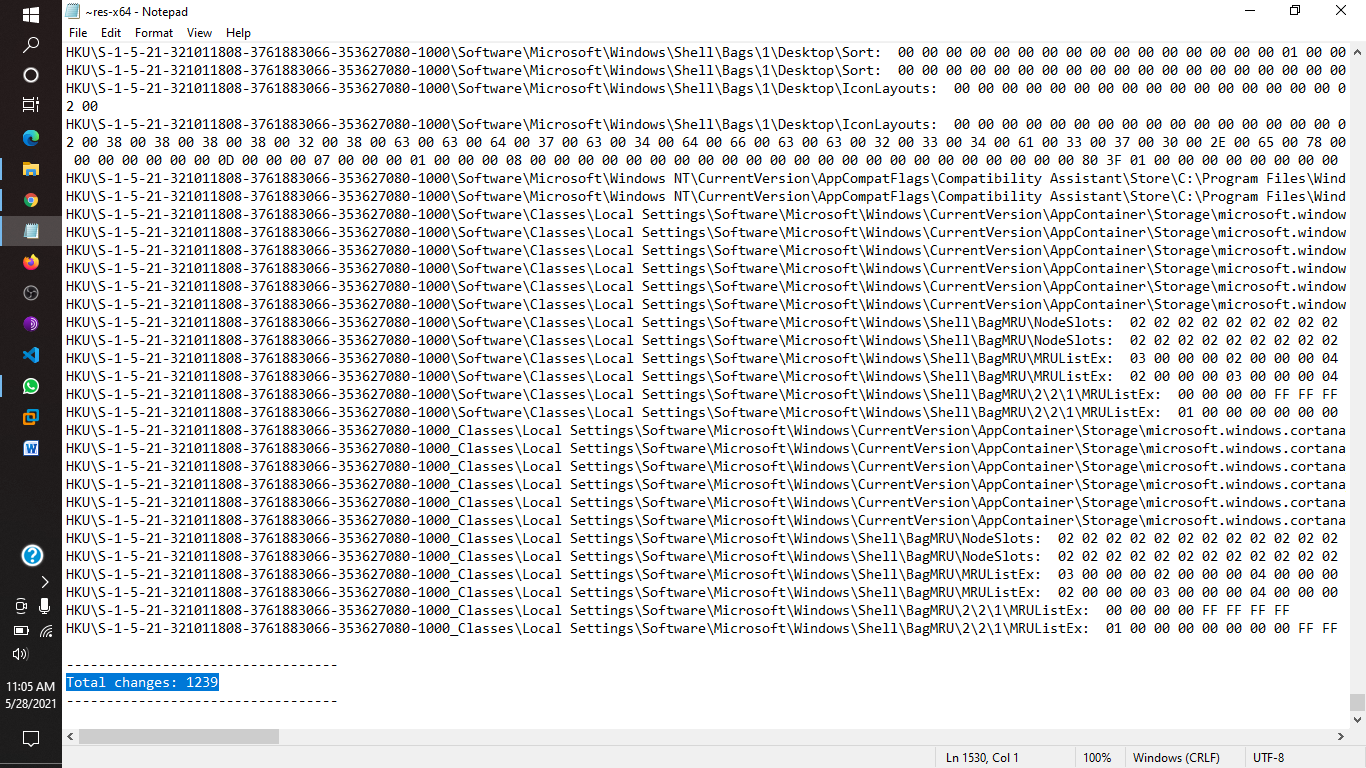 ~res-x64 - Notepad
File Edit Format View Help
HKU\S-1-5-21-321011808-3761883066-353627080-1000\Software\Microsoft\Windows\Shell\Bags\1\Desktop\Sort:  00 00 00 00 00 00 00 00 00 00 00 00 00 00 00 00 01 00 00
HKU\S-1-5-21-321011808-3761883066-353627080-1000\Software\Microsoft\Windows\Shell\Bags\1\Desktop\Sort:  00 00 00 00 00 00 00 00 00 00 00 00 00 00 00 00 00 00 00
HKU\S-1-5-21-321011808-3761883066-353627080-1000\Software\Microsoft\Windows\Shell\Bags\1\Desktop\IconLayouts:  00 00 00 00 00 00 00 00 00 00 00 00 00 00 00 00 0
2 00
HKU\S-1-5-21-321011808-3761883066-353627080-1000\Software\Microsoft\Windows\Shell\Bags\1\Desktop\IconLayouts:  00 00 00 00 00 00 00 00 00 00 00 00 00 00 00 00 0
2 00 38 00 38 00 38 00 32 00 38 00 63 00 63 00 64 00 37 00 63 00 34 00 64 00 66 00 63 00 32 00 33 00 34 00 61 00 33 00 37 00 30 00 2E 00 65 00 78 00
00 00 00 00 00 00 0D 00 00 00 07 00 00 00 01 00 00 00 08 00 00 00 00 00 00 00 00 00 00 00 00 00 00 00 00 00 00 00 00 00 00 00 80 3F 01 00 00 00 00 00 00 00
HKU\S-1-5-21-321011808-3761883066-353627080-1000\Software\Microsoft\Windows NT\CurrentVersion\AppCompatFlags\Compatibility Assistant\Store\C:\Program Files\Wind
HKU\S-1-5-21-321011808-3761883066-353627080-1000\Software\Microsoft\Windows NT\CurrentVersion\AppCompatFlags\Compatibility Assistant\Store\C:\Program Files\Wind
HKU\S-1-5-21-321011808-3761883066-353627080-1000\Software\Classes\Local Settings\Software\Microsoft\Windows\CurrentVersion\AppContainer\Storage\microsoft.window
HKU\S-1-5-21-321011808-3761883066-353627080-1000\Software\Classes\Local Settings\Software\Microsoft\Windows\CurrentVersion\AppContainer\Storage\microsoft.window
HKU\S-1-5-21-321011808-3761883066-353627080-1000\Software\Classes\Local Settings\Software\Microsoft\Windows\CurrentVersion\AppContainer\Storage\microsoft.window
HKU\S-1-5-21-321011808-3761883066-353627080-1000\Software\Classes\Local Settings\Software\Microsoft\Windows\CurrentVersion\AppContainer\Storage\microsoft.window
HKU\S-1-5-21-321011808-3761883066-353627080-1000\Software\Classes\Local Settings\Software\Microsoft\Windows\CurrentVersion\AppContainer\Storage\microsoft.window
HKU\S-1-5-21-321011808-3761883066-353627080-1000\Software\Classes\Local Settings\Software\Microsoft\Windows\CurrentVersion\AppContainer\Storage\microsoft.window
HKU\S-1-5-21-321011808-3761883066-353627080-1000\Software\Classes\Local Settings\Software\Microsoft\Windows\Shell\BagMRU\NodeSlots:  02 02 02 02 02 02 02 02 02
HKU\S-1-5-21-321011808-3761883066-353627080-1000\Software\Classes\Local Settings\Software\Microsoft\Windows\Shell\BagMRU\NodeSlots:  02 02 02 02 02 02 02 02 02
HKU\S-1-5-21-321011808-3761883066-353627080-1000\Software\Classes\Local Settings\Software\Microsoft\Windows\Shell\BagMRU\MRUListEx:  03 00 00 00 02 00 00 00 04
HKU\S-1-5-21-321011808-3761883066-353627080-1000\Software\Classes\Local Settings\Software\Microsoft\Windows\Shell\BagMRU\MRUListEx:  02 00 00 00 03 00 00 00 04
HKU\S-1-5-21-321011808-3761883066-353627080-1000\Software\Classes\Local Settings\Software\Microsoft\Windows\Shell\BagMRU\2\2\1\MRUListEx:  00 00 00 00 FF FF FF
HKU\S-1-5-21-321011808-3761883066-353627080-1000\Software\Classes\Local Settings\Software\Microsoft\Windows\Shell\BagMRU\2\2\1\MRUListEx:  01 00 00 00 00 00 00
HKU\S-1-5-21-321011808-3761883066-353627080-1000_Classes\Local Settings\Software\Microsoft\Windows\CurrentVersion\AppContainer\Storage\microsoft.windows.cortana
HKU\S-1-5-21-321011808-3761883066-353627080-1000_Classes\Local Settings\Software\Microsoft\Windows\CurrentVersion\AppContainer\Storage\microsoft.windows.cortana
HKU\S-1-5-21-321011808-3761883066-353627080-1000_Classes\Local Settings\Software\Microsoft\Windows\CurrentVersion\AppContainer\Storage\microsoft.windows.cortana
HKU\S-1-5-21-321011808-3761883066-353627080-1000_Classes\Local Settings\Software\Microsoft\Windows\CurrentVersion\AppContainer\Storage\microsoft.windows.cortana
HKU\S-1-5-21-321011808-3761883066-353627080-1000_Classes\Local Settings\Software\Microsoft\Windows\CurrentVersion\AppContainer\Storage\microsoft.windows.cortana
HKU\S-1-5-21-321011808-3761883066-353627080-1000_Classes\Local Settings\Software\Microsoft\Windows\CurrentVersion\AppContainer\Storage\microsoft.windows.cortana
HKU\S-1-5-21-321011808-3761883066-353627080-1000_Classes\Local Settings\Software\Microsoft\Windows\Shell\BagMRU\NodeSlots:  02 02 02 02 02 02 02 02 02 02 02 02
HKU\S-1-5-21-321011808-3761883066-353627080-1000_Classes\Local Settings\Software\Microsoft\Windows\Shell\BagMRU\NodeSlots:  02 02 02 02 02 02 02 02 02 02 02 02
HKU\S-1-5-21-321011808-3761883066-353627080-1000_Classes\Local Settings\Software\Microsoft\Windows\Shell\BagMRU\MRUListEx:  03 00 00 00 02 00 00 00 04 00 00 00
HKU\S-1-5-21-321011808-3761883066-353627080-1000_Classes\Local Settings\Software\Microsoft\Windows\Shell\BagMRU\MRUListEx:  02 00 00 00 03 00 00 00 04 00 00 00
HKU\S-1-5-21-321011808-3761883066-353627080-1000_Classes\Local Settings\Software\Microsoft\Windows\Shell\BagMRU\2\2\1\MRUListEx:  00 00 00 00 FF FF FF FF
HKU\S-1-5-21-321011808-3761883066-353627080-1000_Classes\Local Settings\Software\Microsoft\Windows\Shell\BagMRU\2\2\1\MRUListEx:  01 00 00 00 00 00 00 00 FF FF
----------------------------------
Total changes: 1239
----------------------------------
11:05 AM
5/28/2021
Ln 1530, Col 1 100% Windows (CRLF) UTF-8